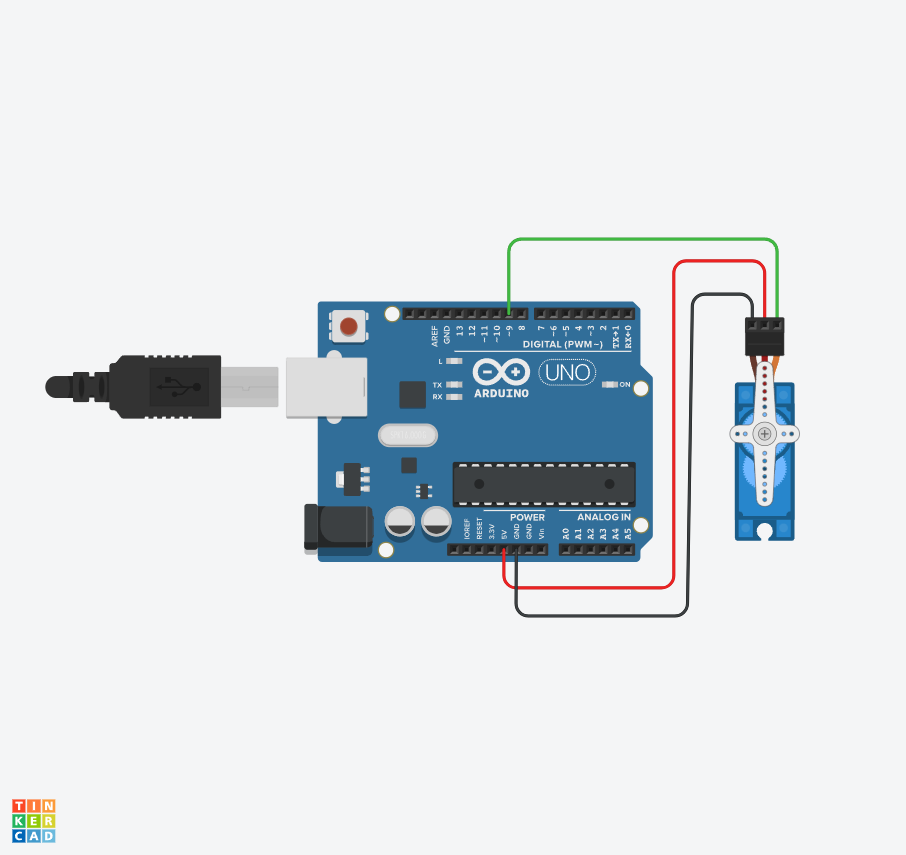 AREF
GND
13
12
~11
~10
~9
8
7
~6
~5
4
~3
2
TX→1
RX←0
DIGITAL (PWM~)
L
TX
RX
UNO
ARDUINO
ON
POWER
ANALOG IN
IOREF
RESET
3.3V
5V
GND
GND
Vin
A0
A1
A2
A3
A4
A5
TIN
KER
CAD